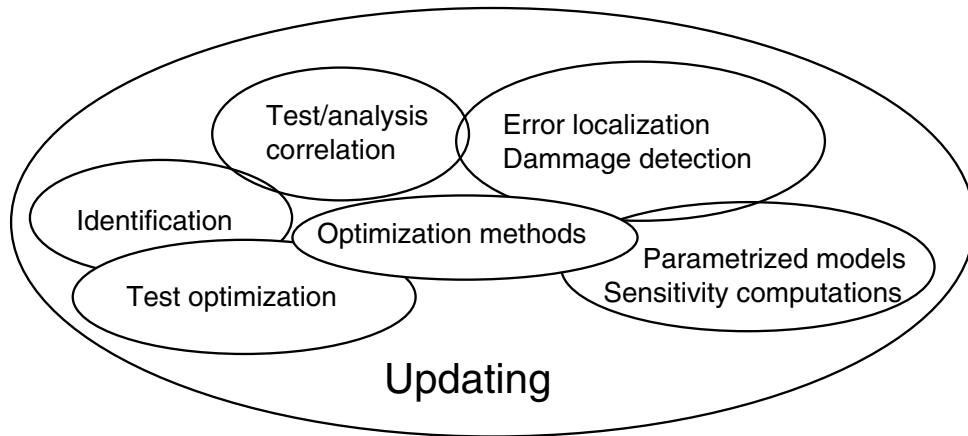 Test/analysis
correlation
Error localization
Dammage detection
Identification
Optimization methods
Parametrized models
Sensitivity computations
Test optimization
Updating